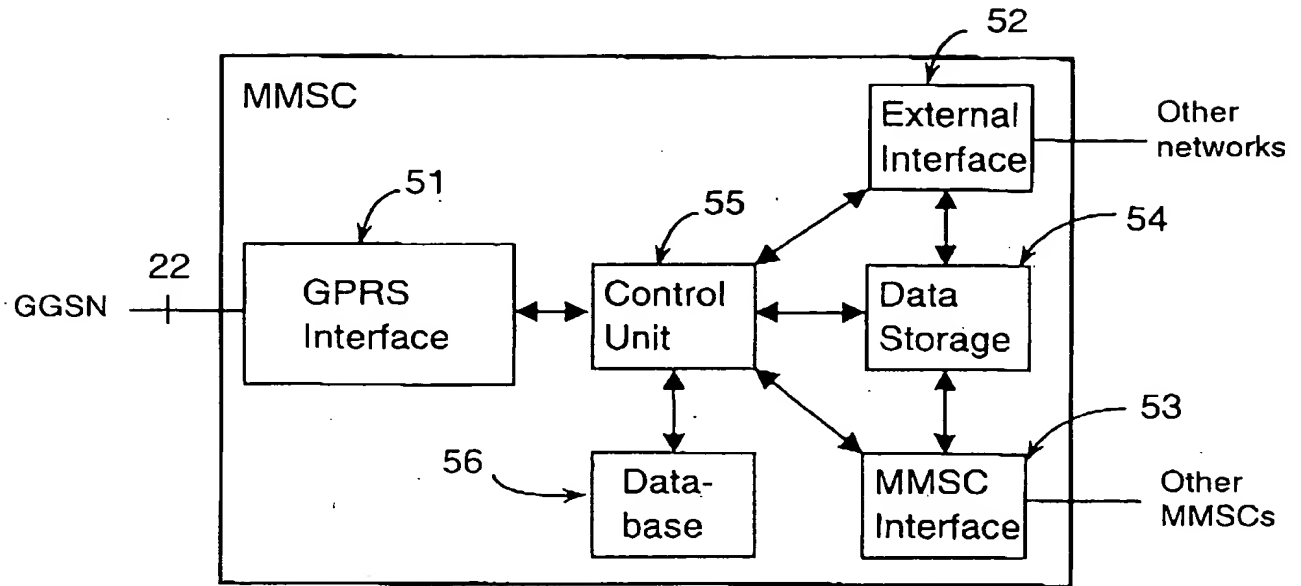 52
MMSC
External
Interface
Other
networks
51
55
54
22
GGSN
GPRS
Interface
Control
Unit
Data
Storage
53
56
Data-
base
MMSC
Interface
Other
MMSCs